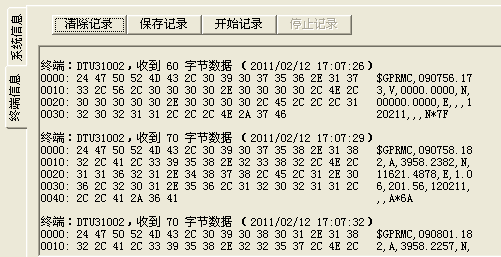 清除记录 保存记录 开始记录 停止记录
系统信息
终端信息
终端：DTU31002，收到 60 字节数据 （2011/02/12 17:07:26）
0000: 24 47 50 52 4D 43 2C 30 39 30 37 35 36 2E 31 37 $GPRMC,090756.17
0010: 33 2C 56 2C 30 30 30 30 2E 30 30 30 30 2C 4E 2C 3,V,0000.0000,N,
0020: 30 30 30 30 30 2E 30 30 30 30 2C 45 2C 2C 2C 31 00000.0000,E,,,1
0030: 32 30 32 31 31 2C 2C 2C 4E 2A 37 46 20211,,,N*7F
终端：DTU31002，收到 70 字节数据 （2011/02/12 17:07:29）
0000: 24 47 50 52 4D 43 2C 30 39 30 37 35 38 2E 31 38 $GPRMC,090758.18
0010: 32 2C 41 2C 33 39 35 38 2E 32 33 38 32 2C 4E 2C 2,A,3958.2382,N,
0020: 31 31 36 32 31 2E 34 38 37 38 2C 45 2C 31 2E 30 11621.4878,E,1.0
0030: 36 2C 32 30 31 2E 35 36 2C 31 32 30 32 31 31 2C 6,201.56,120211,
0040: 2C 2C 41 2A 36 41 ,,A*6A
终端：DTU31002，收到 70 字节数据 （2011/02/12 17:07:32）
0000: 24 47 50 52 4D 43 2C 30 39 30 38 30 31 2E 31 38 $GPRMC,090801.18
0010: 32 2C 41 2C 33 39 35 38 2E 32 32 35 37 2C 4E 2C 2,A,3958.2257,N,